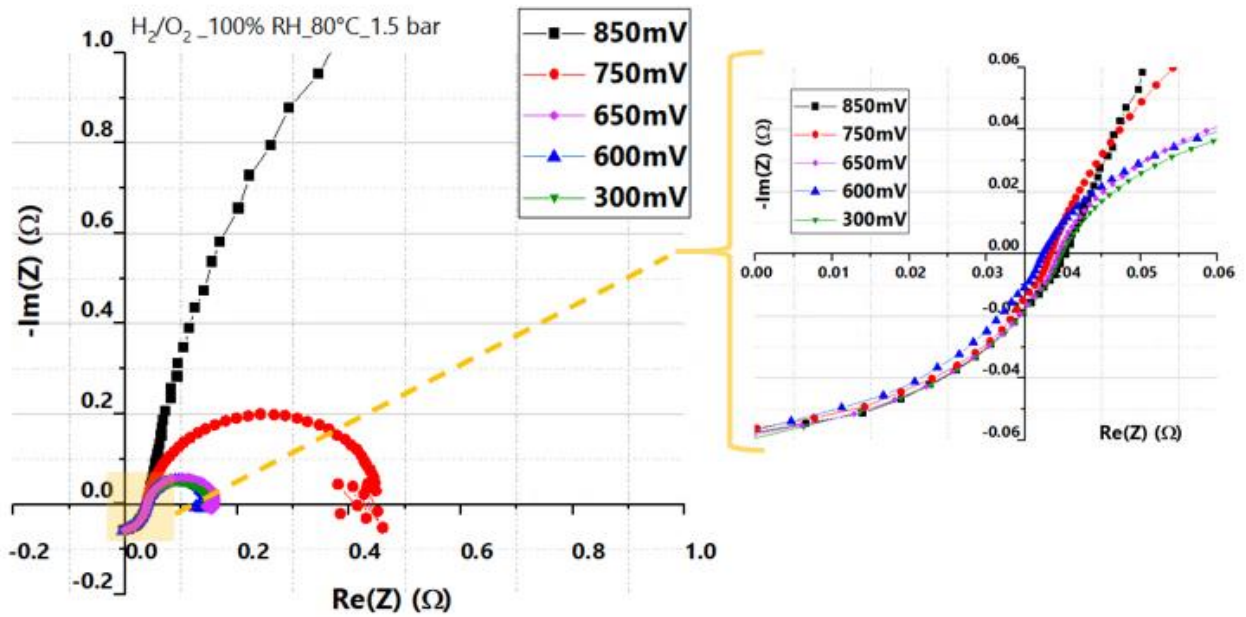 H₂/O₂ _100% RH_80°C_1.5 bar
850mV
750mV
650mV
600mV
300mV
1.0
0.8
0.6
0.4
0.2
0.0
-0.2
-Im(Z) (Ω)
-0.2
0.0
0.2
0.4
0.6
0.8
1.0
Re(Z) (Ω)
850mV
750mV
650mV
600mV
300mV
0.06
0.04
0.02
0.00
-0.04
-0.06
-Im(Z) (Ω)
0.00
0.01
0.02
0.03
0.04
0.05
0.06
Re(Z) (Ω)